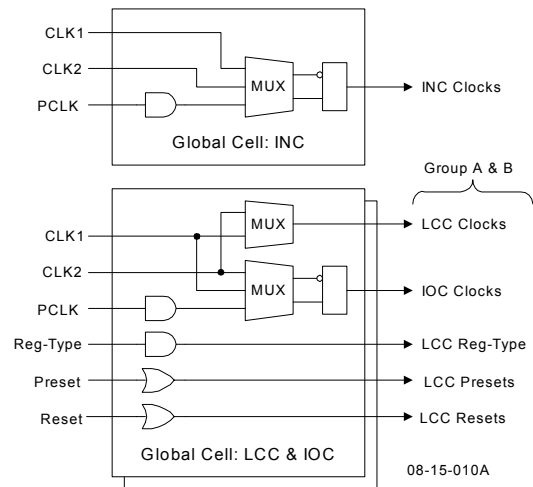 CLK1
CLK2
PCLK
MUX
INC Clocks
Global Cell: INC
Group A & B
CLK1
CLK2
PCLK
Reg-Type
Preset
Reset
MUX
MUX
LCC Clocks
IOC Clocks
LCC Reg-Type
LCC Presets
LCC Resets
Global Cell: LCC & IOC
08-15-010A